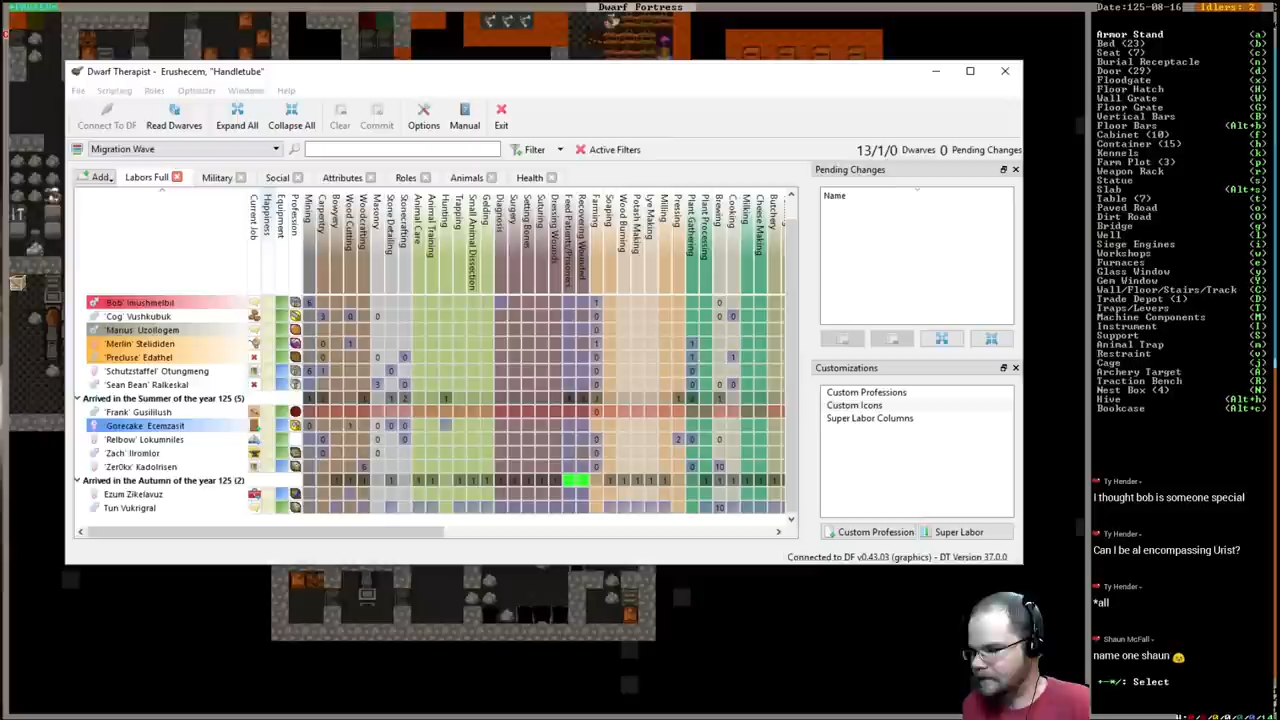 Dwarf Fortress
Date:125-08-16 Idlers: 2
Dwarf Therapist - Erushecem, "Handletube"
File Scripting Roles Optimizer Windows Help
Connect To DF Read Dwarves Expand All Collapse All Clear Commit Options Manual Exit
Migration Wave Filter Active Filters 13/1/0 Dwarves 0 Pending Changes
Add... Labors Full Military Social Attributes Roles Animals Health
Current Job
Happiness
Equipment
Profession
Mining
Carpentry
Bowyery
Wood Cutting
Woodcrafting
Masonry
Stone Detailing
Stonecrafting
Animal Care
Animal Training
Hunting
Trapping
Small Animal Dissection
Gelding
Diagnosis
Surgery
Setting Bones
Suturing
Dressing Wounds
Feed Patients/Prisoners
Recovering Wounded
Farming
Soaping
Wood Burning
Potash Making
Lye Making
Milling
Pressing
Plant Gathering
Plant Processing
Brewing
Cooking
Milking
Cheese Making
Butchery
'Cog' Vushkubuk
'Marius' Uzollogem
'Merlin' Stelididen
'Precluse' Edathel
'Schutzstaffel' Otungmeng
'Sean Bean' Ralkeskal
Arrived in the Summer of the year 125 (5)
'Frank' Gusililush
'Gorecake' Ecemzasit
'Relbow' Lokumniles
'Zach' Ilromlor
'Zer0kx' Kadolrisen
Arrived in the Autumn of the year 125 (2)
Ezum Zikelavuz
Tun Vukrigral
Pending Changes
Name
Customizations
Custom Professions
Custom Icons
Super Labor Columns
Custom Profession Super Labor
Connected to DF v0.43.03 (graphics) - DT Version 37.0.0
Armor Stand (a)
Bed (23) (b)
Seat (7) (c)
Burial Receptacle (n)
Door (29) (d)
Floodgate (x)
Floor Hatch (H)
Wall Grate (W)
Floor Grate (G)
Vertical Bars (B)
Floor Bars (Alt+b)
Cabinet (10) (f)
Container (15) (h)
Kennels (k)
Farm Plot (3) (p)
Weapon Rack (r)
Statue (s)
Slab (Alt+s)
Table (7) (t)
Paved Road (o)
Dirt Road (O)
Bridge (g)
Well (l)
Siege Engines (i)
Workshops (w)
Furnaces (e)
Glass Window (y)
Gem Window (Y)
Wall/Floor/Stairs/Track (C)
Trade Depot (1) (D)
Traps/Levers (T)
Machine Components (M)
Instrument (I)
Support (S)
Animal Trap (m)
Restraint (v)
Cage (j)
Archery Target (A)
Traction Bench (R)
Nest Box (4) (N)
Hive (Alt+h)
Bookcase (Alt+c)
Ty Hender-
I thought bob is someone special
Ty Hender-
Can I be al encompassing Urist?
Ty Hender-
*all
Shaun McFall-
name one shaun
: Select